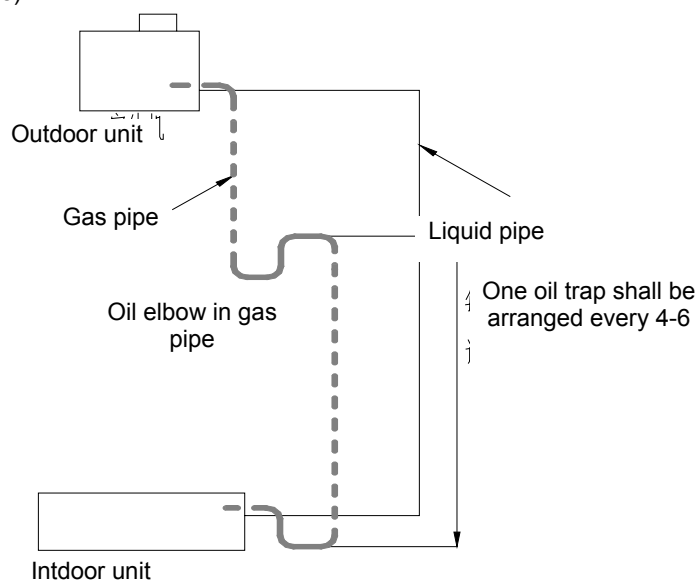 Outdoor unit
Gas pipe
Liquid pipe
One oil trap shall be
arranged every 4-6
Oil elbow in gas
pipe
Intdoor unit